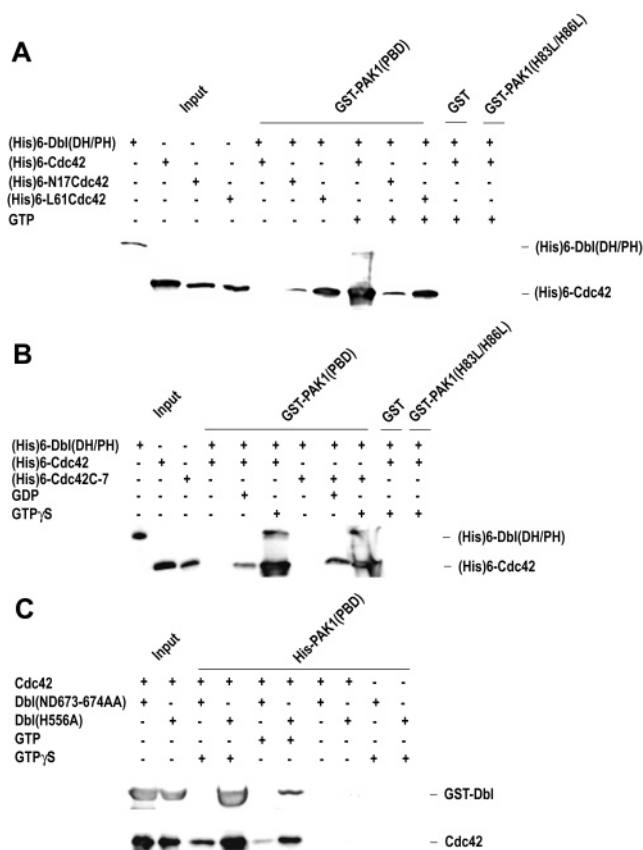 A
Input
GST-PAK1(PBD)
GST
GST-PAK1(H83L/H86L)
(His)6-Dbl(DH/PH) + - - - + + + + + + + +
(His)6-Cdc42 - + - - + - - + - - + +
(His)6-N17Cdc42 - - + - - + - - + - - -
(His)6-L61Cdc42 - - - + - - + - - + - -
GTP - - - - - - - + + + + +
– (His)6-Dbl(DH/PH)
– (His)6-Cdc42
B
Input
GST-PAK1(PBD)
GST
GST-PAK1(H83L/H86L)
(His)6-Dbl(DH/PH) + - - + + + + + + + +
(His)6-Cdc42 - + - + + + - - - + +
(His)6-Cdc42C-7 - - + - - - + + + - -
GDP - - - - + - - + - - -
GTPγS - - - - - + - - + + +
– (His)6-Dbl(DH/PH)
– (His)6-Cdc42
C
Input
His-PAK1(PBD)
Cdc42 + + + + + + + + - -
Dbl(ND673-674AA) + - + - + - + - + -
Dbl(H556A) - + - + - + - + - +
GTP - - - - + + - - - -
GTPγS - - + + - - - - + +
– GST-Dbl
– Cdc42